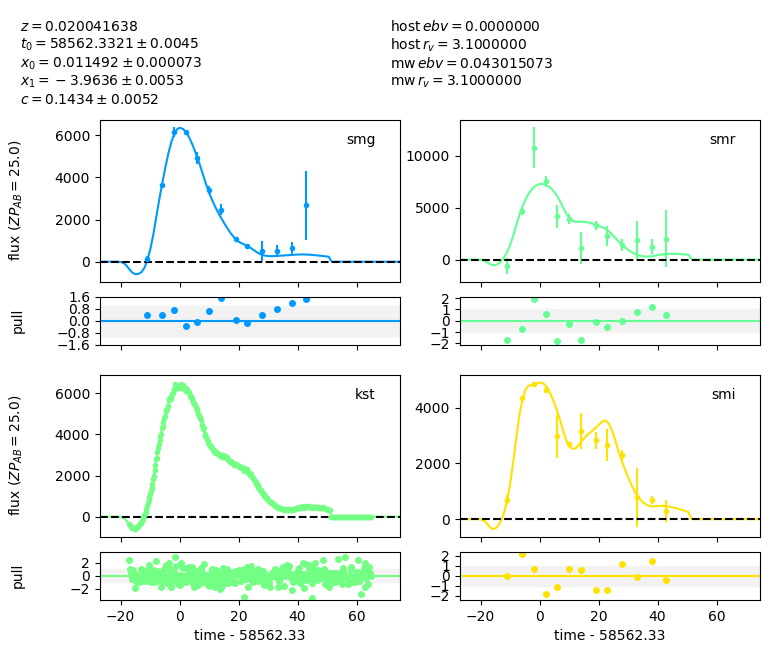 z = 0.020041638
t₀ = 58562.3321 ± 0.0045
x₀ = 0.011492 ± 0.000073
x₁ = −3.9636 ± 0.0053
c = 0.1434 ± 0.0052
host ebv = 0.0000000
host r_v = 3.1000000
mw ebv = 0.043015073
mw r_v = 3.1000000
flux (ZP_AB = 25.0)
6000
4000
2000
0
smg
10000
5000
0
smr
pull
1.6
0.8
0.0
−0.8
−1.6
2
1
0
−1
−2
flux (ZP_AB = 25.0)
6000
4000
2000
0
kst
4000
2000
0
smi
pull
2
0
−2
−20 0 20 40 60
time - 58562.33
2
1
0
−1
−2
−20 0 20 40 60
time - 58562.33